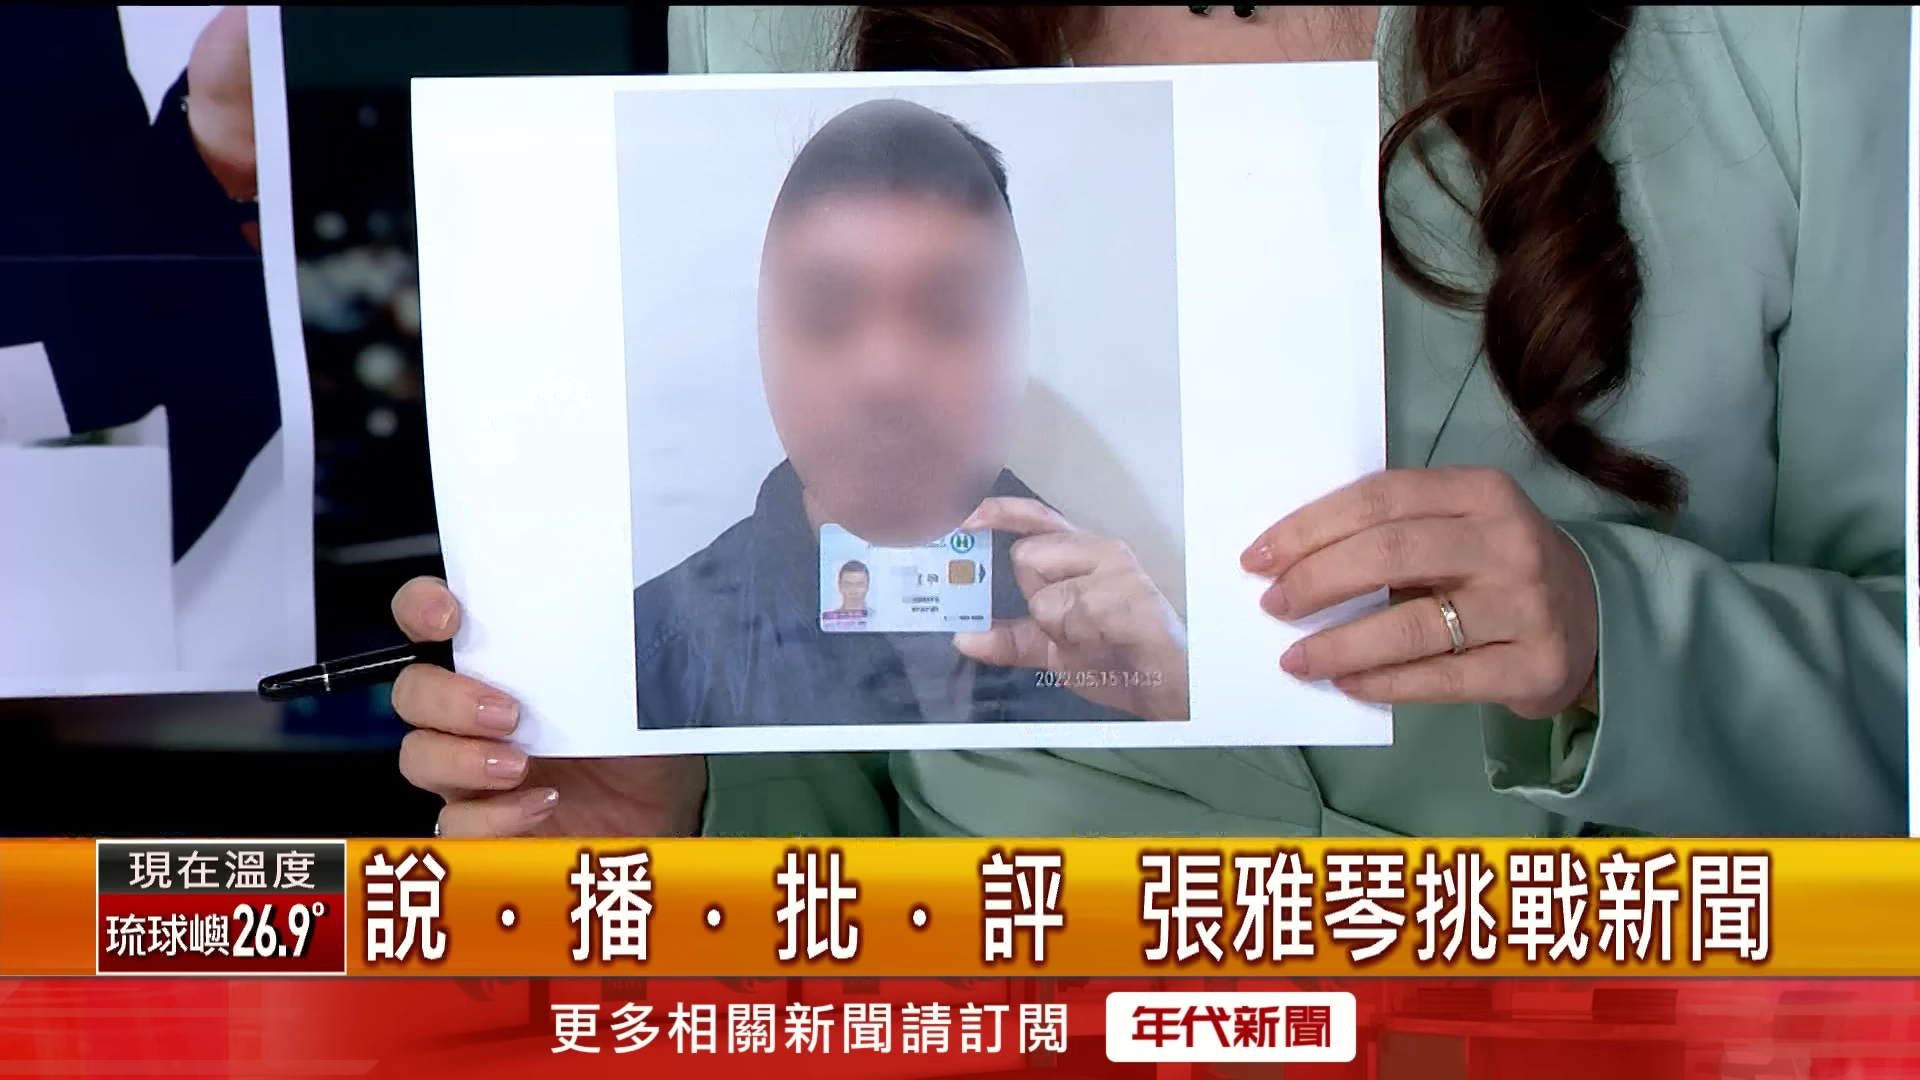 2022.05.15 14:13
現在溫度
琉球嶼26.9°
說·播·批·評 張雅琴挑戰新聞
更多相關新聞請訂閱 年代新聞